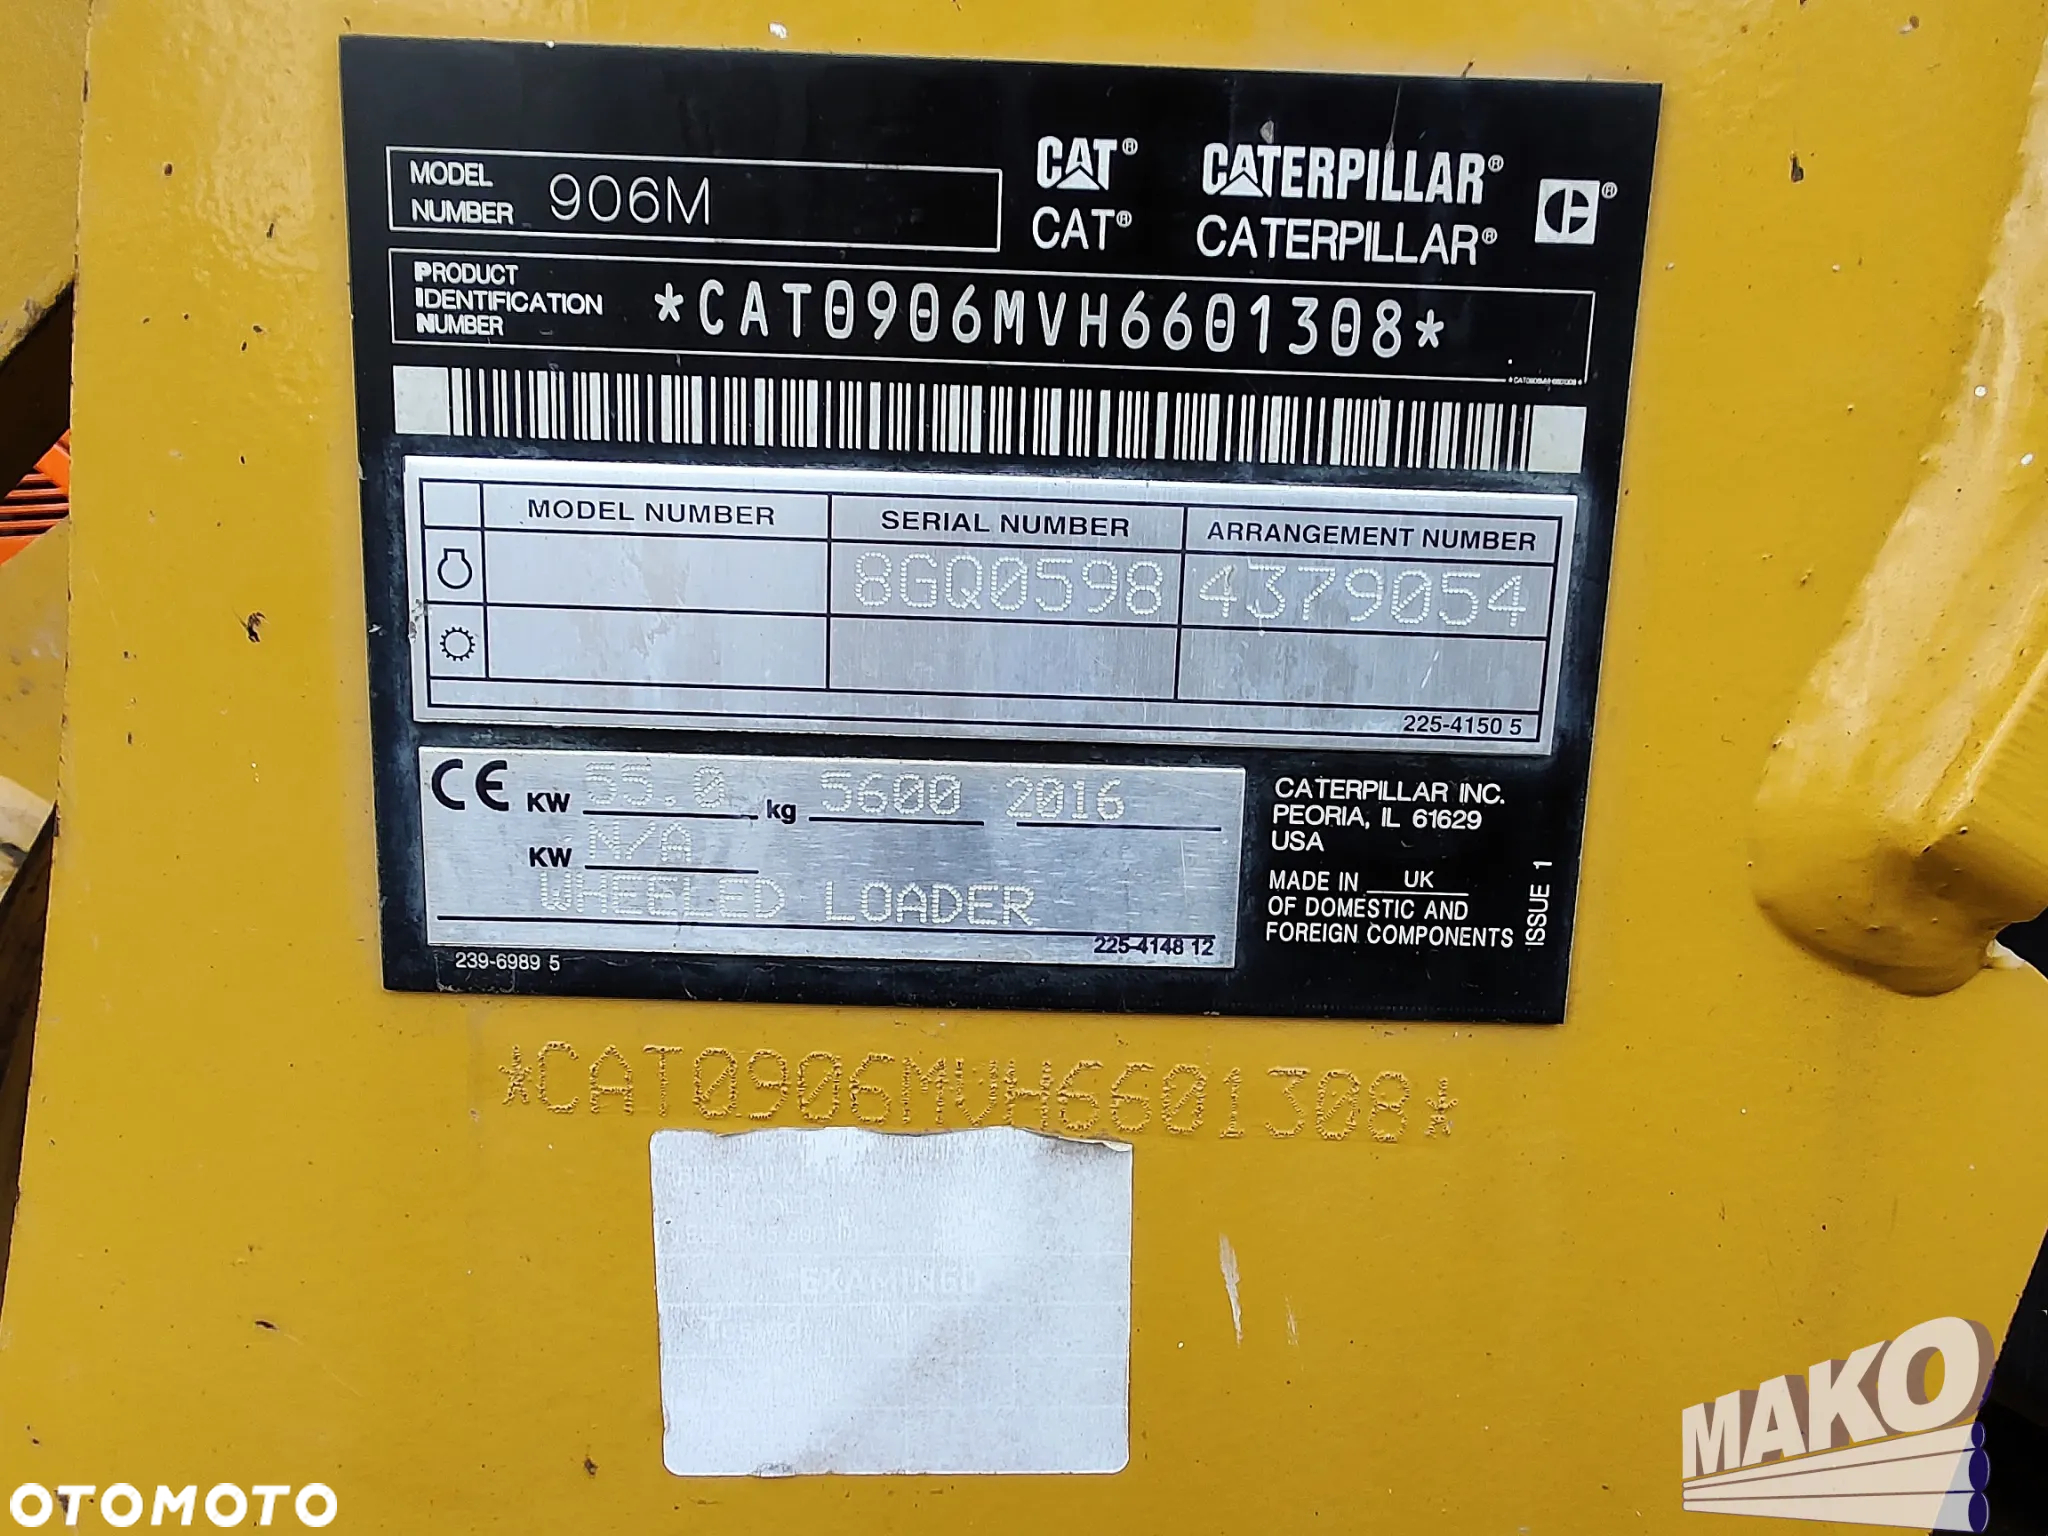 MODEL
NUMBER 906M
CAT® CATERPILLAR®
CAT® CATERPILLAR®
PRODUCT
IDENTIFICATION
NUMBER
*CAT0906MVH6601308*
MODEL NUMBER SERIAL NUMBER ARRANGEMENT NUMBER
8GQ0598 4379054
225-4150 5
CE KW 55.0 kg 5600 2016
KW N/A
WHEELED LOADER
225-4148 12
239-6989 5
CATERPILLAR INC.
PEORIA, IL 61629
USA
MADE IN UK
OF DOMESTIC AND
FOREIGN COMPONENTS
ISSUE 1
*CAT0906MVH6601308*
EXAMINED
MAKO
OTOMOTO